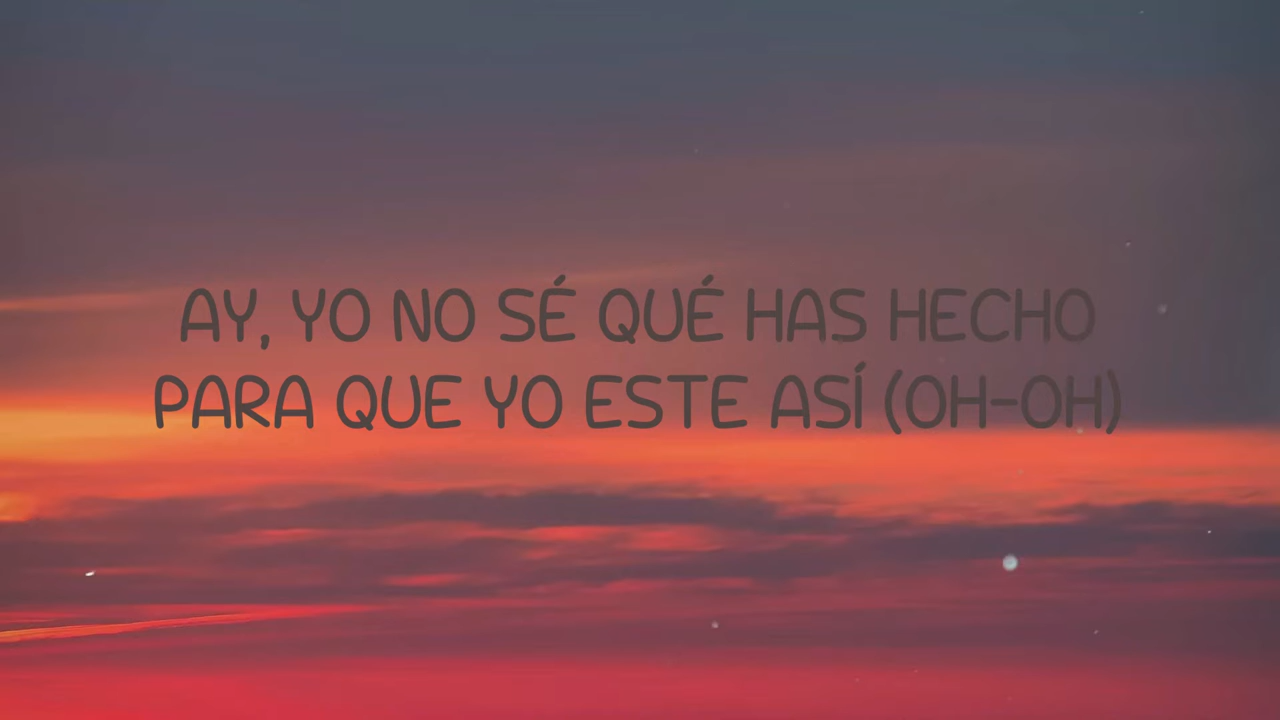 AY, YO NO SÉ QUÉ HAS HECHO
PARA QUE YO ESTE ASÍ (OH-OH)